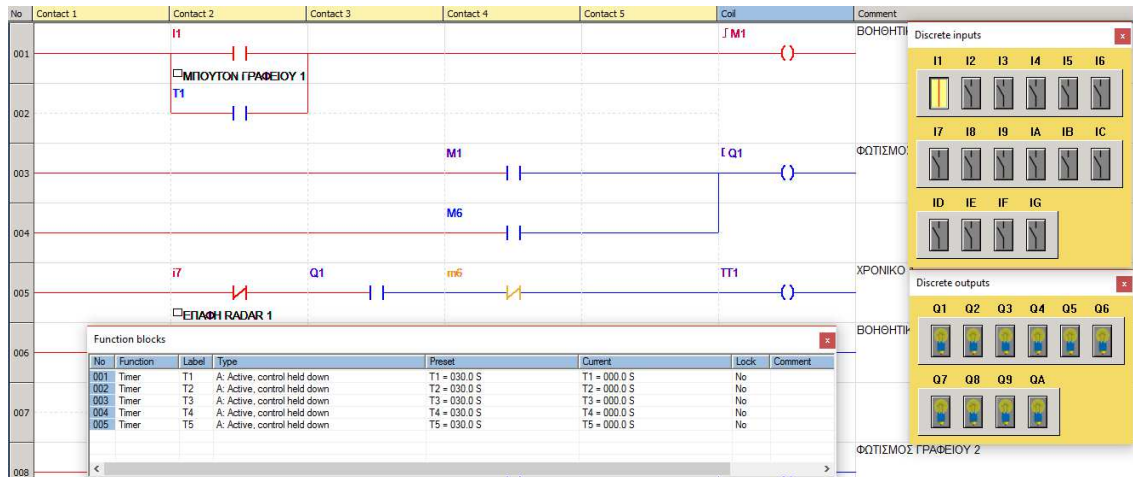 No Contact 1 Contact 2 Contact 3 Contact 4 Contact 5 Coil Comment
I1 ſ M1 ΒΟΗΘΗΤΙΚ
001
ΜΠΟΥΤΟΝ ΓΡΑΦΕΙΟΥ 1
T1
002
M1 [ Q1 ΦΩΤΙΣΜΟΣ
003
M6
004
i7 Q1 m6 TT1 ΧΡΟΝΙΚΟ
005
ΕΠΑΦΗ RADAR 1
ΒΟΗΘΗΤΙΚ
006
007
ΦΩΤΙΣΜΟΣ ΓΡΑΦΕΙΟΥ 2
008
Function blocks x
No Function Label Type Preset Current Lock Comment
001 Timer T1 A: Active, control held down T1 = 030.0 S T1 = 000.0 S No
002 Timer T2 A: Active, control held down T2 = 030.0 S T2 = 000.0 S No
003 Timer T3 A: Active, control held down T3 = 030.0 S T3 = 000.0 S No
004 Timer T4 A: Active, control held down T4 = 030.0 S T4 = 000.0 S No
005 Timer T5 A: Active, control held down T5 = 030.0 S T5 = 000.0 S No
Discrete inputs x
I1 I2 I3 I4 I5 I6
I7 I8 I9 IA IB IC
ID IE IF IG
Discrete outputs x
Q1 Q2 Q3 Q4 Q5 Q6
Q7 Q8 Q9 QA